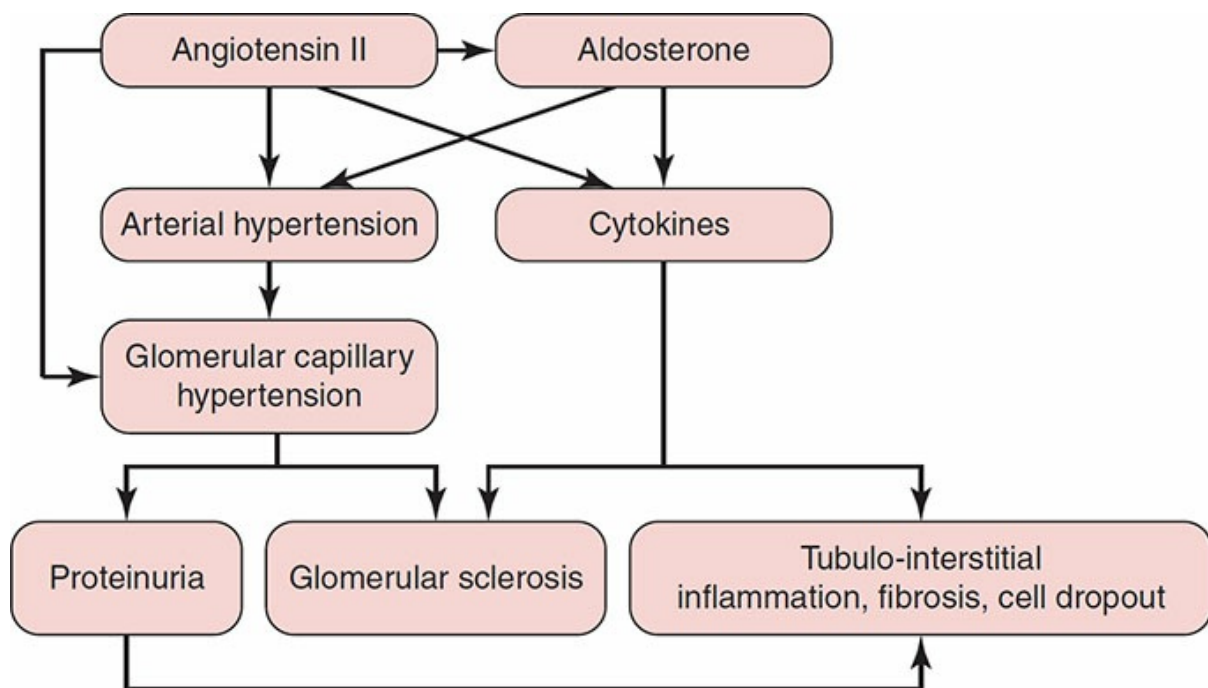 Angiotensin II
Aldosterone
Arterial hypertension
Cytokines
Glomerular capillary
hypertension
Proteinuria
Glomerular sclerosis
Tubulo-interstitial
inflammation, fibrosis, cell dropout